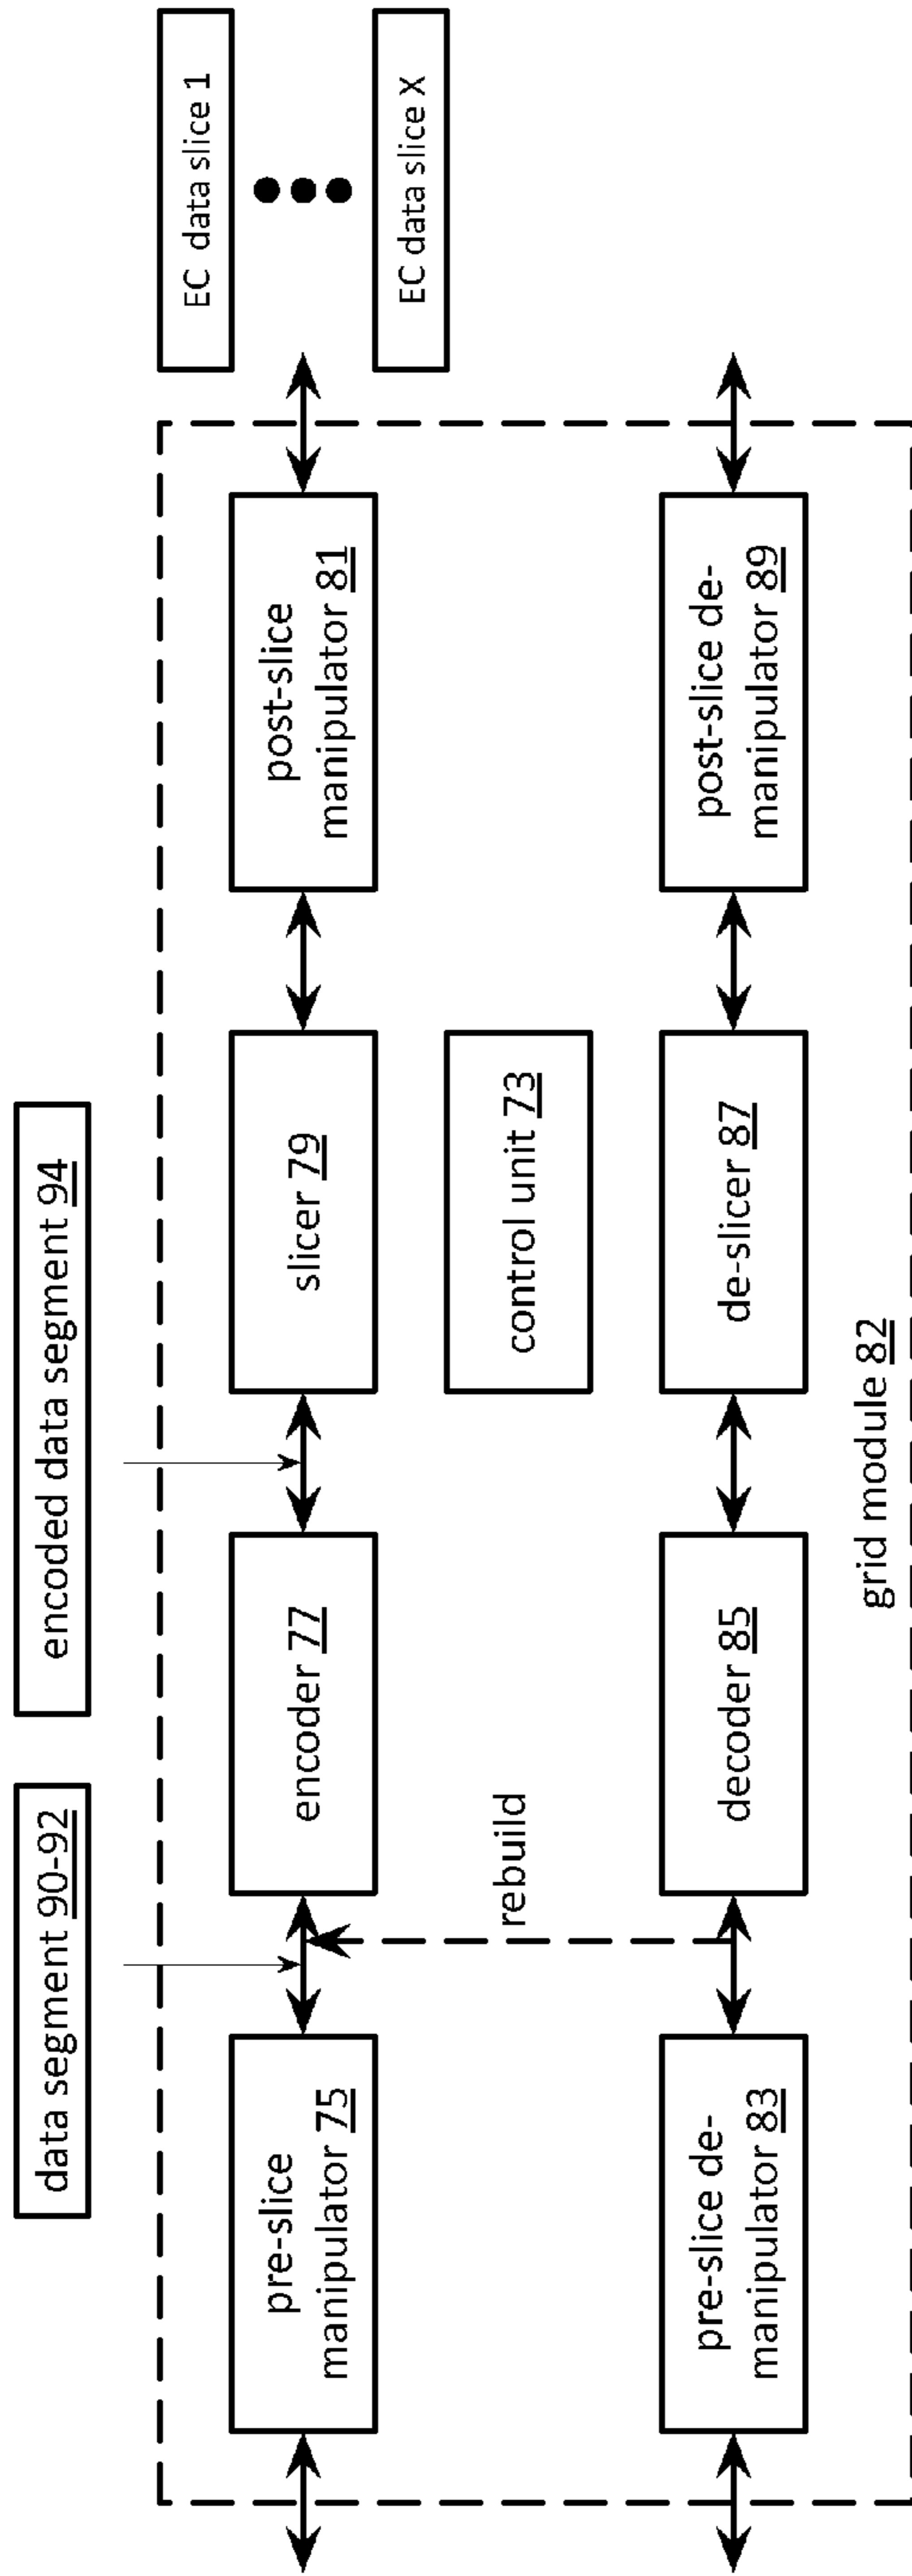 data segment 90-92
encoded data segment 94
pre-slice
manipulator 75
encoder 77
slicer 79
post-slice
manipulator 81
EC data slice 1
EC data slice X
rebuild
control unit 73
pre-slice de-
manipulator 83
decoder 85
de-slicer 87
post-slice de-
manipulator 89
grid module 82